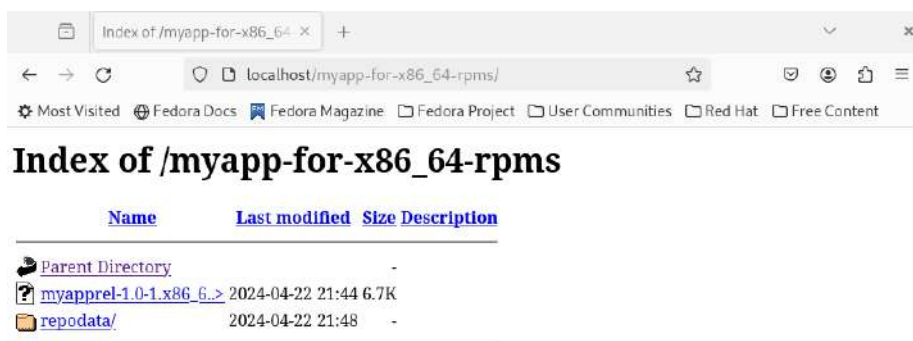 Index of /myapp-for-x86_64-
localhost/myapp-for-x86_64-rpms/
Most Visited Fedora Docs Fedora Magazine Fedora Project User Communities Red Hat Free Content
Index of /myapp-for-x86_64-rpms
Name Last modified Size Description
Parent Directory -
myapprel-1.0-1.x86_6..> 2024-04-22 21:44 6.7K
repodata/ 2024-04-22 21:48 -